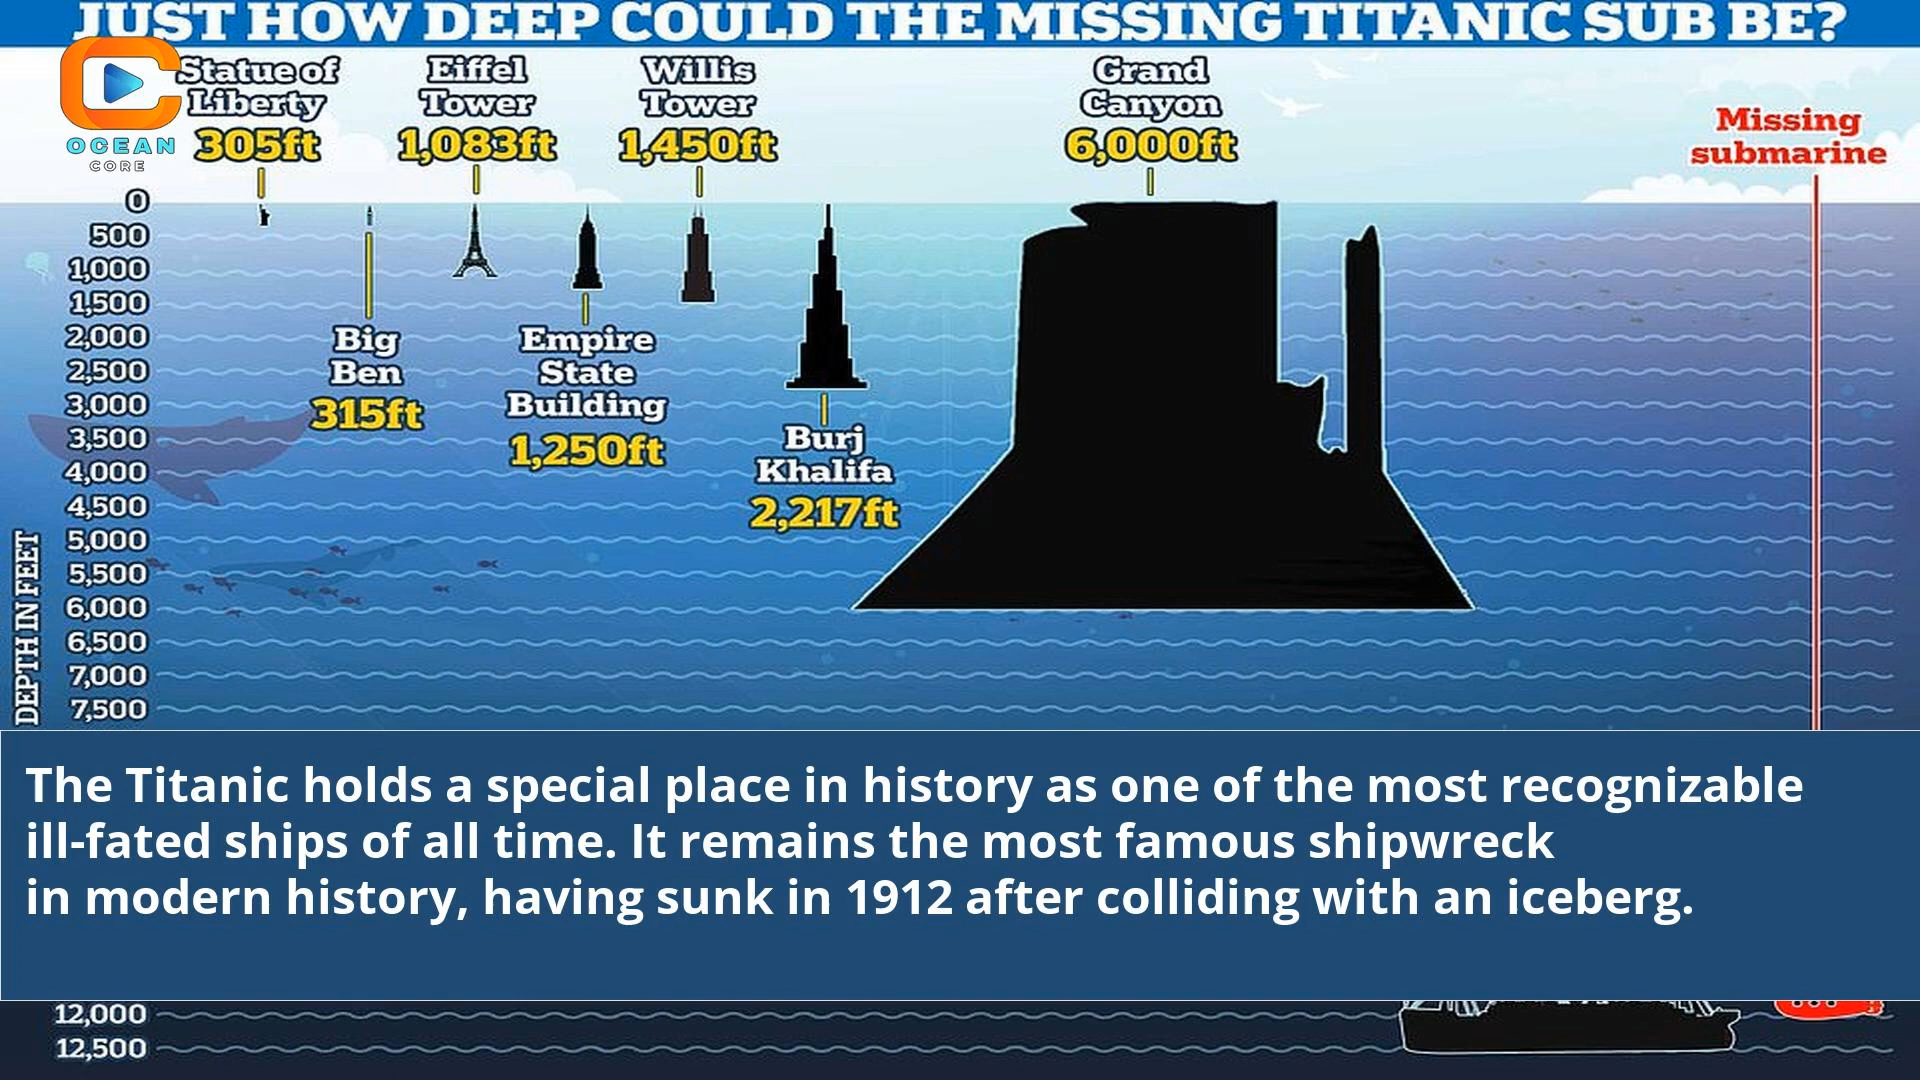 JUST HOW DEEP COULD THE MISSING TITANIC SUB BE?
OCEAN
CORE
Statue of
Liberty
305ft
Eiffel
Tower
1,083ft
Willis
Tower
1,450ft
Grand
Canyon
6,000ft
Missing
submarine
Big
Ben
315ft
Empire
State
Building
1,250ft
Burj
Khalifa
2,217ft
DEPTH IN FEET
0
500
1,000
1,500
2,000
2,500
3,000
3,500
4,000
4,500
5,000
5,500
6,000
6,500
7,000
7,500
The Titanic holds a special place in history as one of the most recognizable
ill-fated ships of all time. It remains the most famous shipwreck
in modern history, having sunk in 1912 after colliding with an iceberg.
12,000
12,500